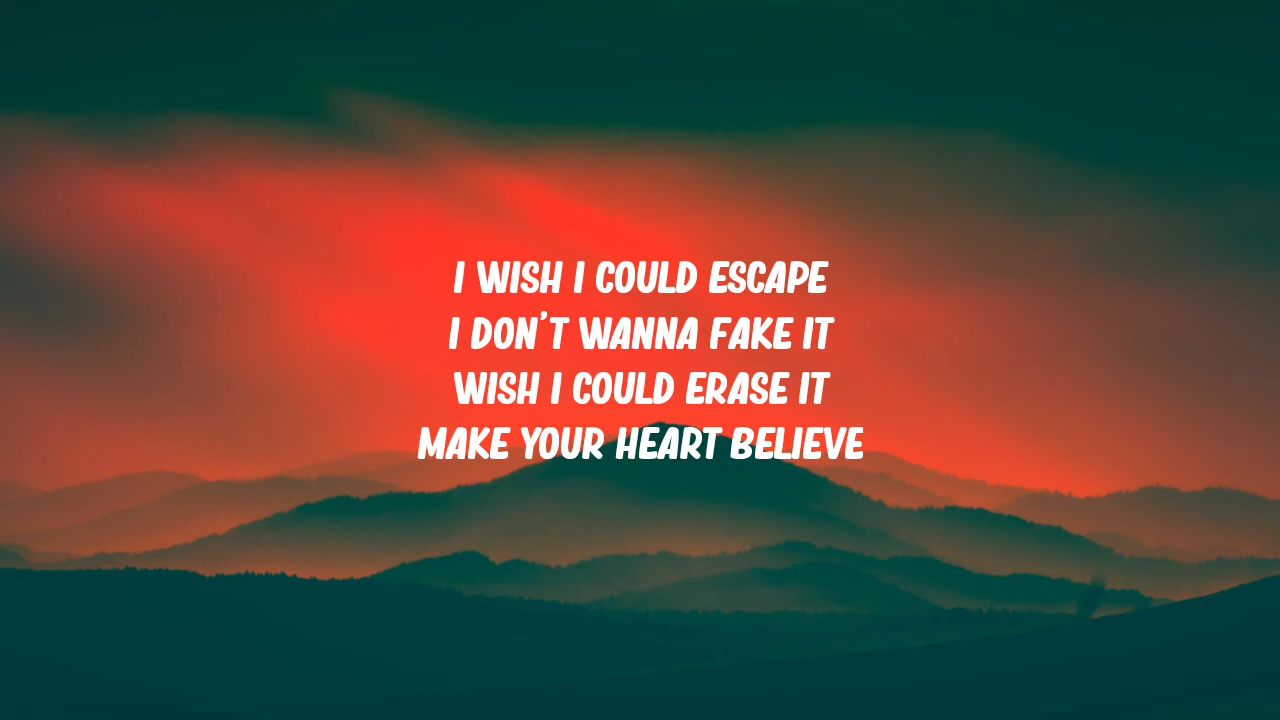 I WISH I COULD ESCAPE
I DON'T WANNA FAKE IT
WISH I COULD ERASE IT
MAKE YOUR HEART BELIEVE